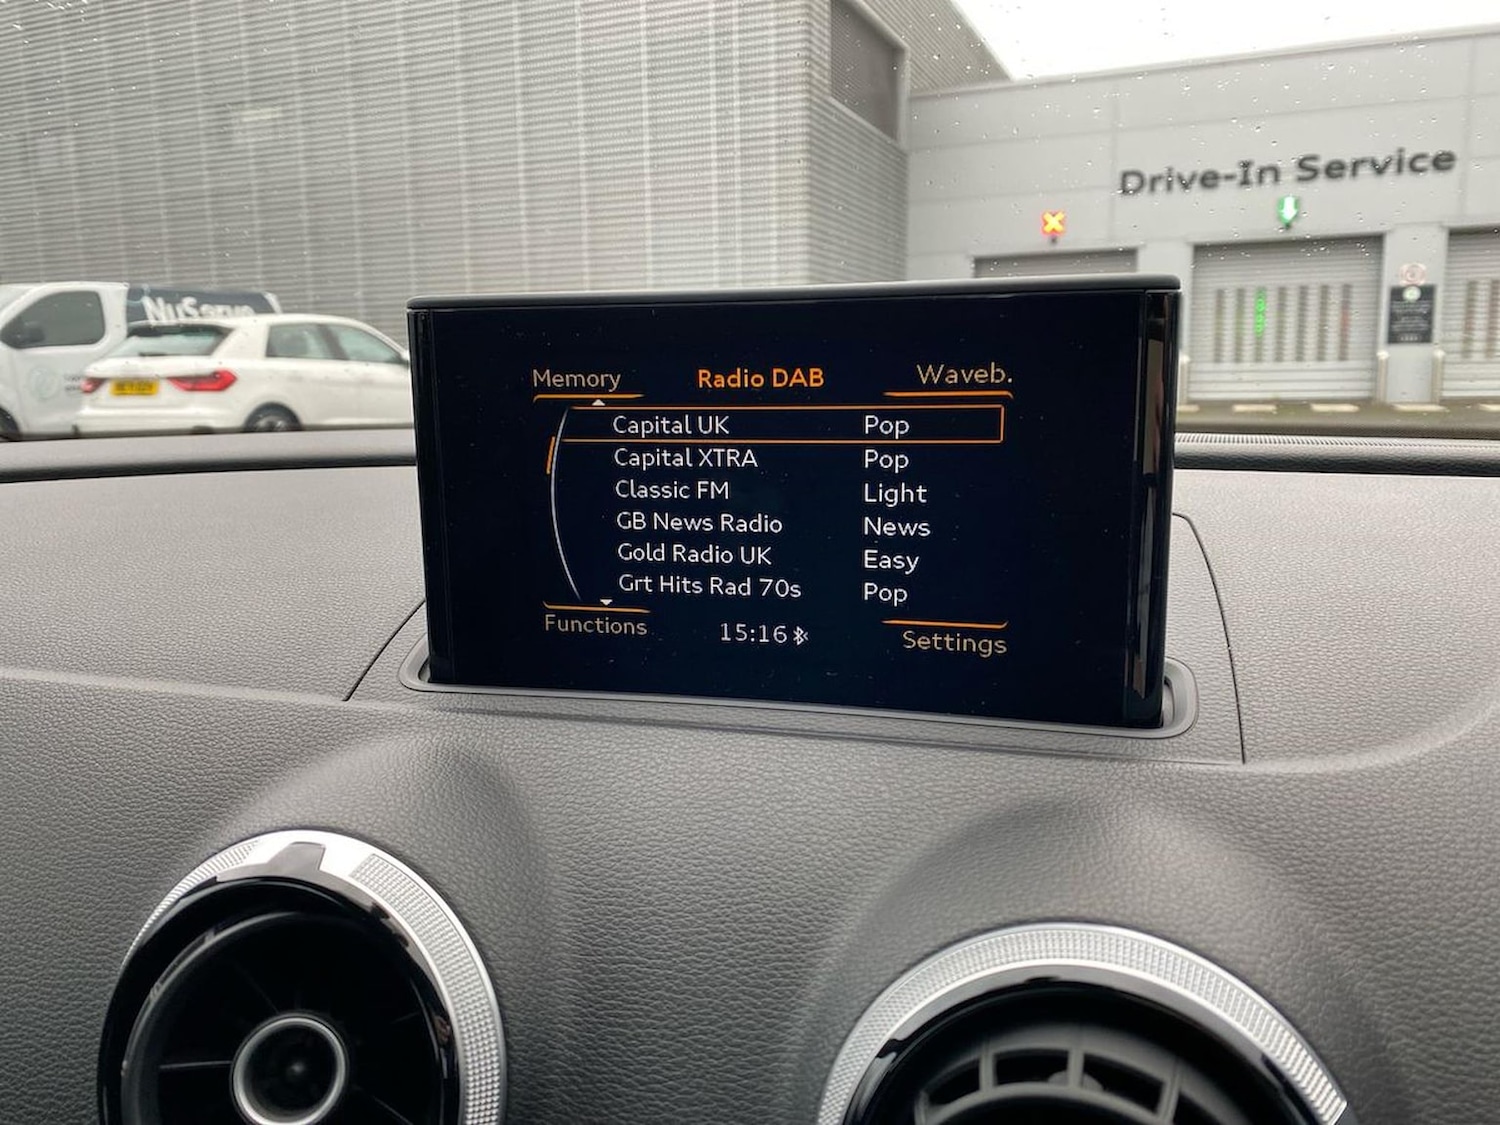 Drive-In Service
NuServe
Memory Radio DAB Waveb.
Capital UK Pop
Capital XTRA Pop
Classic FM Light
GB News Radio News
Gold Radio UK Easy
Grt Hits Rad 70s Pop
Functions 15:16 Settings